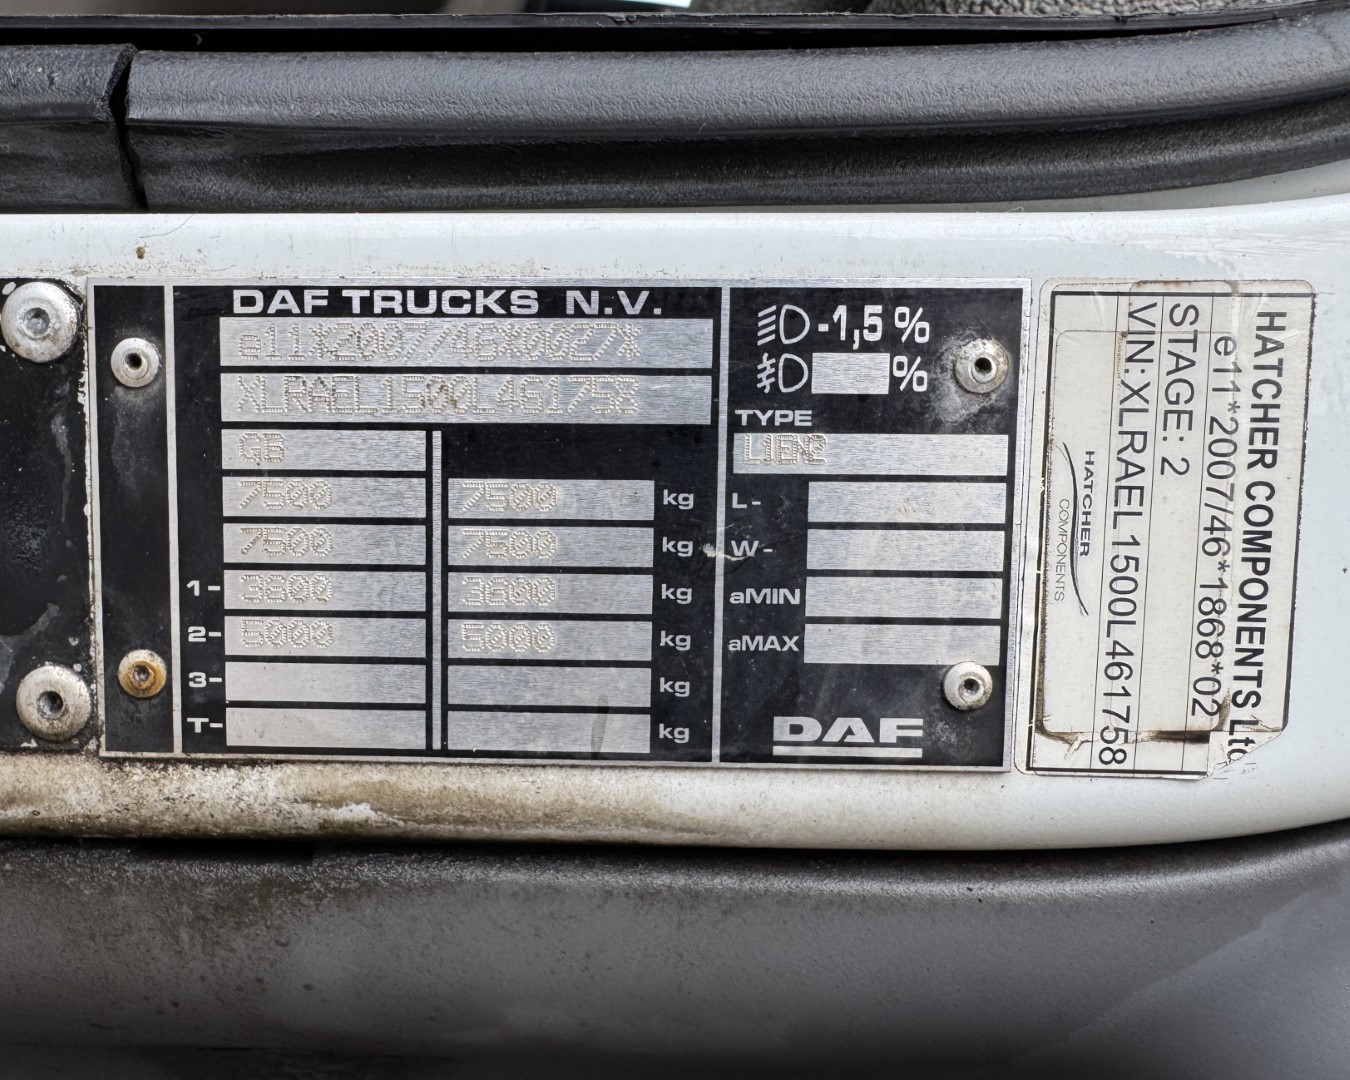 DAF TRUCKS N.V.
e11*2007/46*0027*
XLRAEL1500L461758
GB
7500 7500 kg
7500 7500 kg
1- 3600 3600 kg
2- 5000 5000 kg
3- kg
T- kg
-1,5 %
%
TYPE
L1EN2
L-
W-
aMIN
aMAX
DAF
HATCHER COMPONENTS Ltd
e11*2007/46*1868*02
STAGE: 2
VIN:XLRAEL1500L461758
HATCHER
COMPONENTS